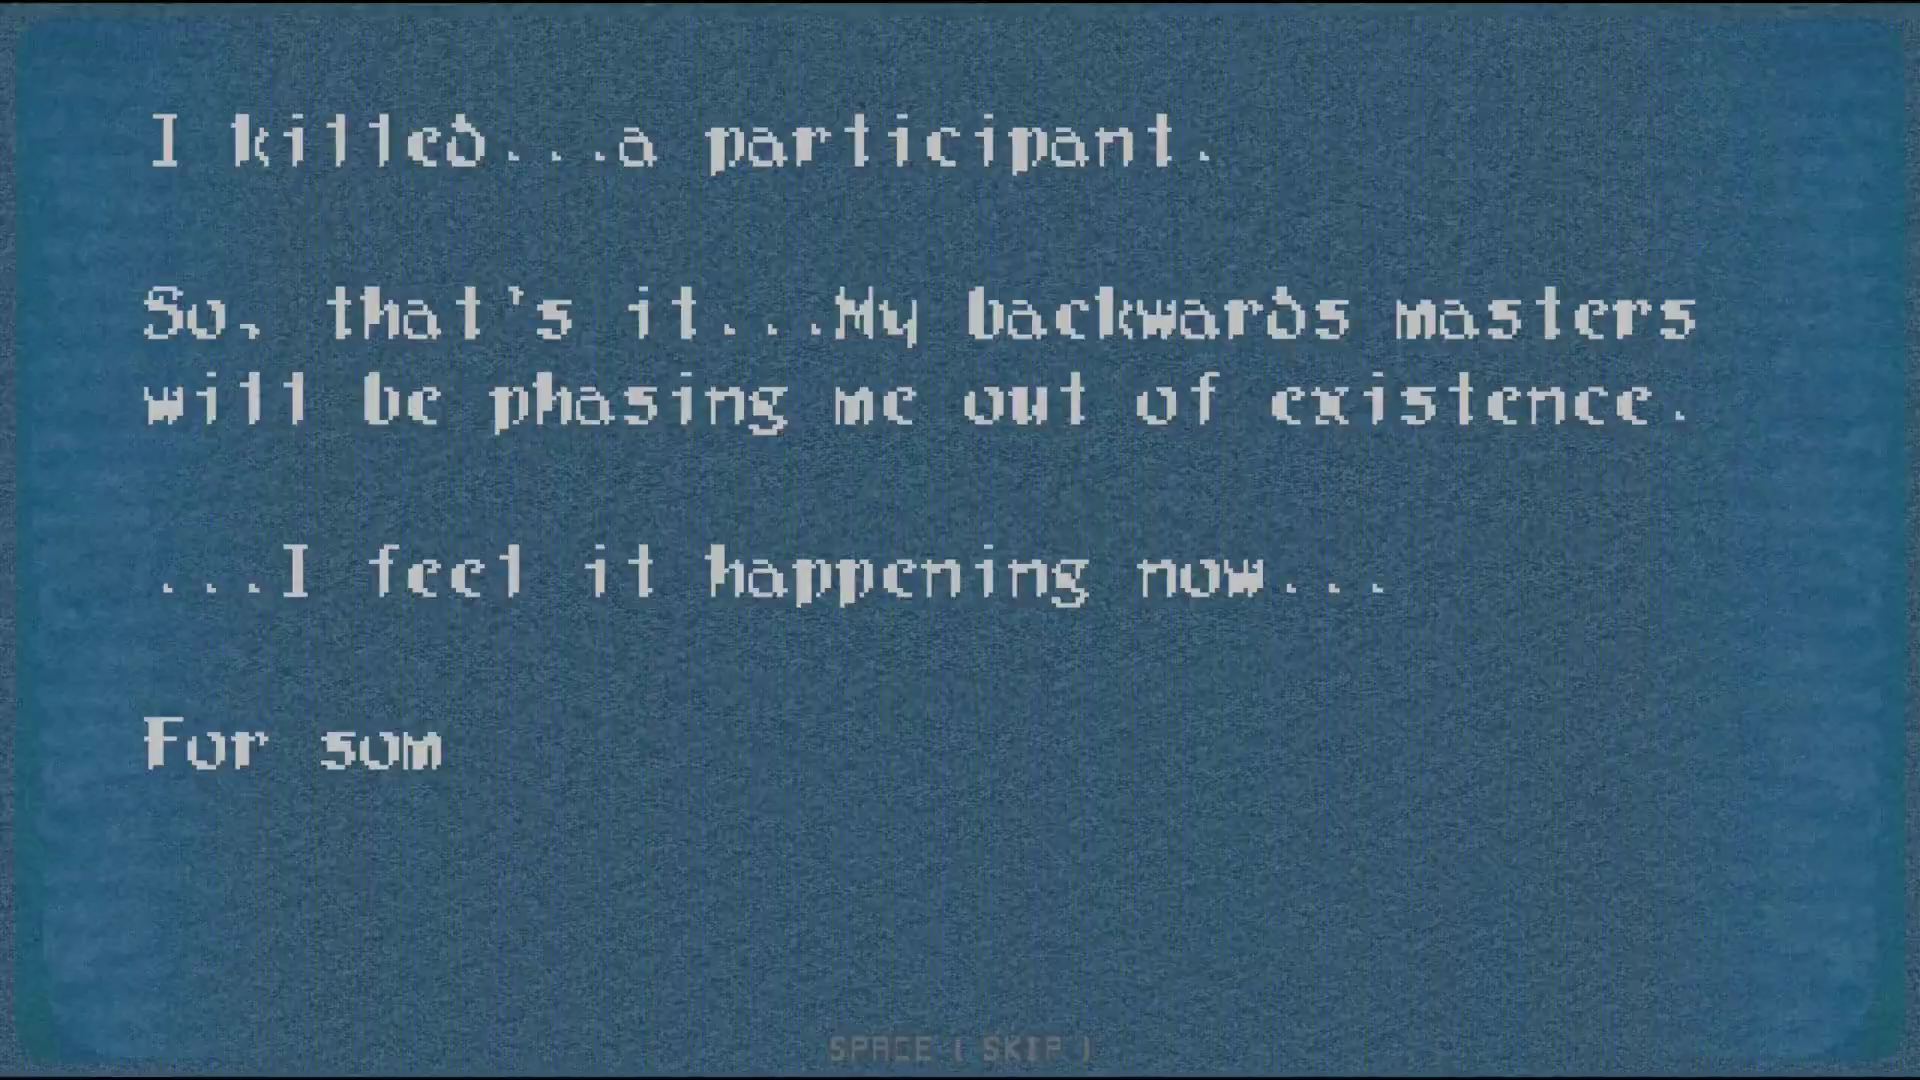 I killed...a participant.
So, that's it...My backwards masters
will be phasing me out of existence.
...I feel it happening now...
For som
SPACE ( SKIP )